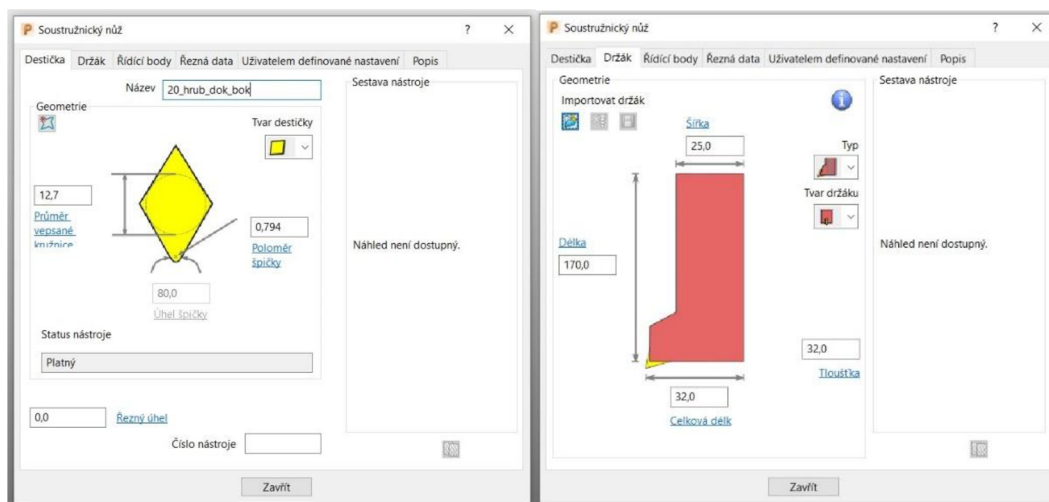 Soustružnický nůž
?
Destička Držák Řídící body Řezná data Uživatelem definované nastavení Popis
Název 20_hrub_dok_bok
Geometrie
Tvar destičky
12,7
Průměr
vepsané
kružnice
0,794
Poloměr
špičky
80,0
Úhel špičky
Status nástroje
Platný
0,0 Řezný úhel
Číslo nástroje
Sestava nástroje
Náhled není dostupný.
Zavřít
Soustružnický nůž
?
Destička Držák Řídící body Řezná data Uživatelem definované nastavení Popis
Geometrie
Importovat držák
Šířka
25,0
Typ
Tvar držáku
Délka
170,0
32,0
Tloušťka
32,0
Celková délk
Sestava nástroje
Náhled není dostupný.
Zavřít